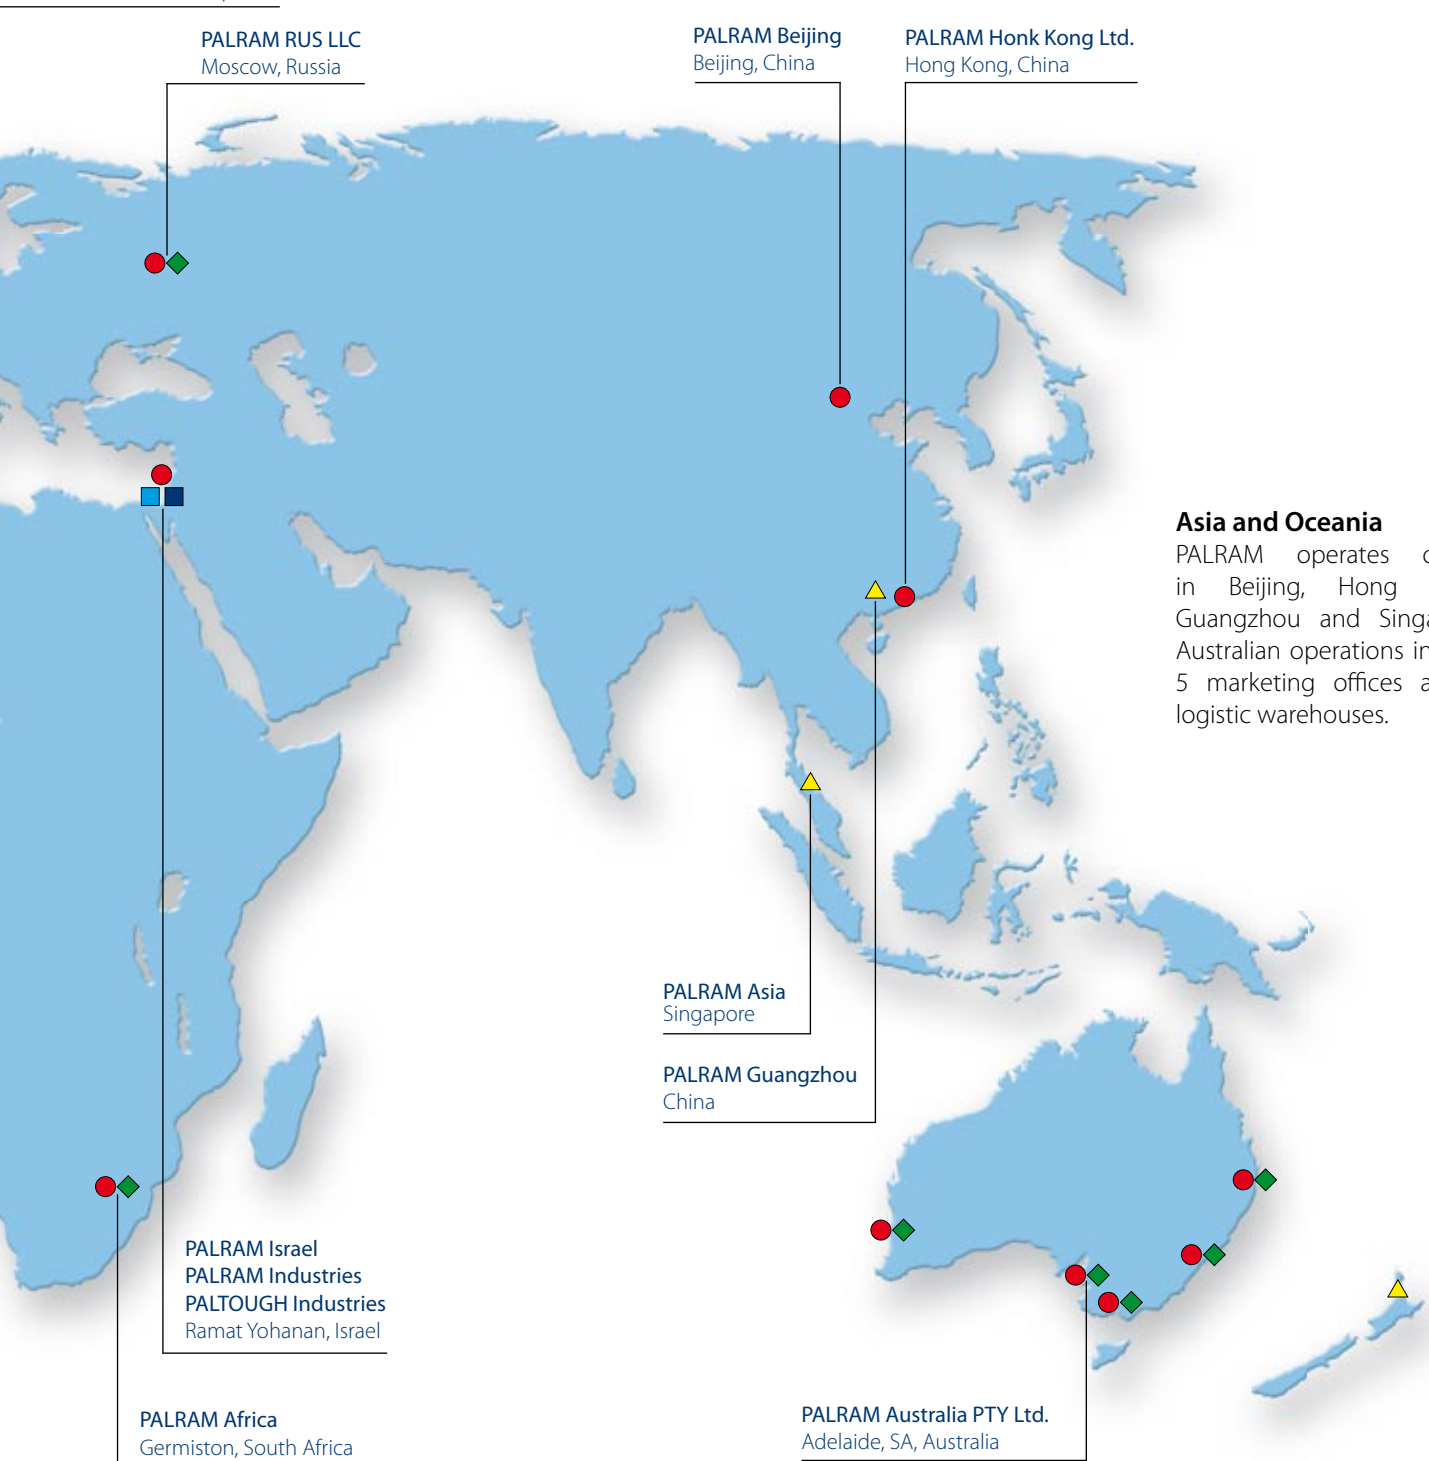 PALRAM RUS LLC
Moscow, Russia
PALRAM Beijing
Beijing, China
PALRAM Honk Kong Ltd.
Hong Kong, China
Asia and Oceania
PALRAM operates
in Beijing, Hong
Guangzhou and
Australian operations
5 marketing offices
logistic warehouses.
PALRAM Asia
Singapore
PALRAM Guangzhou
China
PALRAM Israel
PALRAM Industries
PALTOUGH Industries
Ramat Yohanan, Israel
PALRAM Africa
Germiston, South Africa
PALRAM Australia PTY Ltd.
Adelaide, SA, Australia